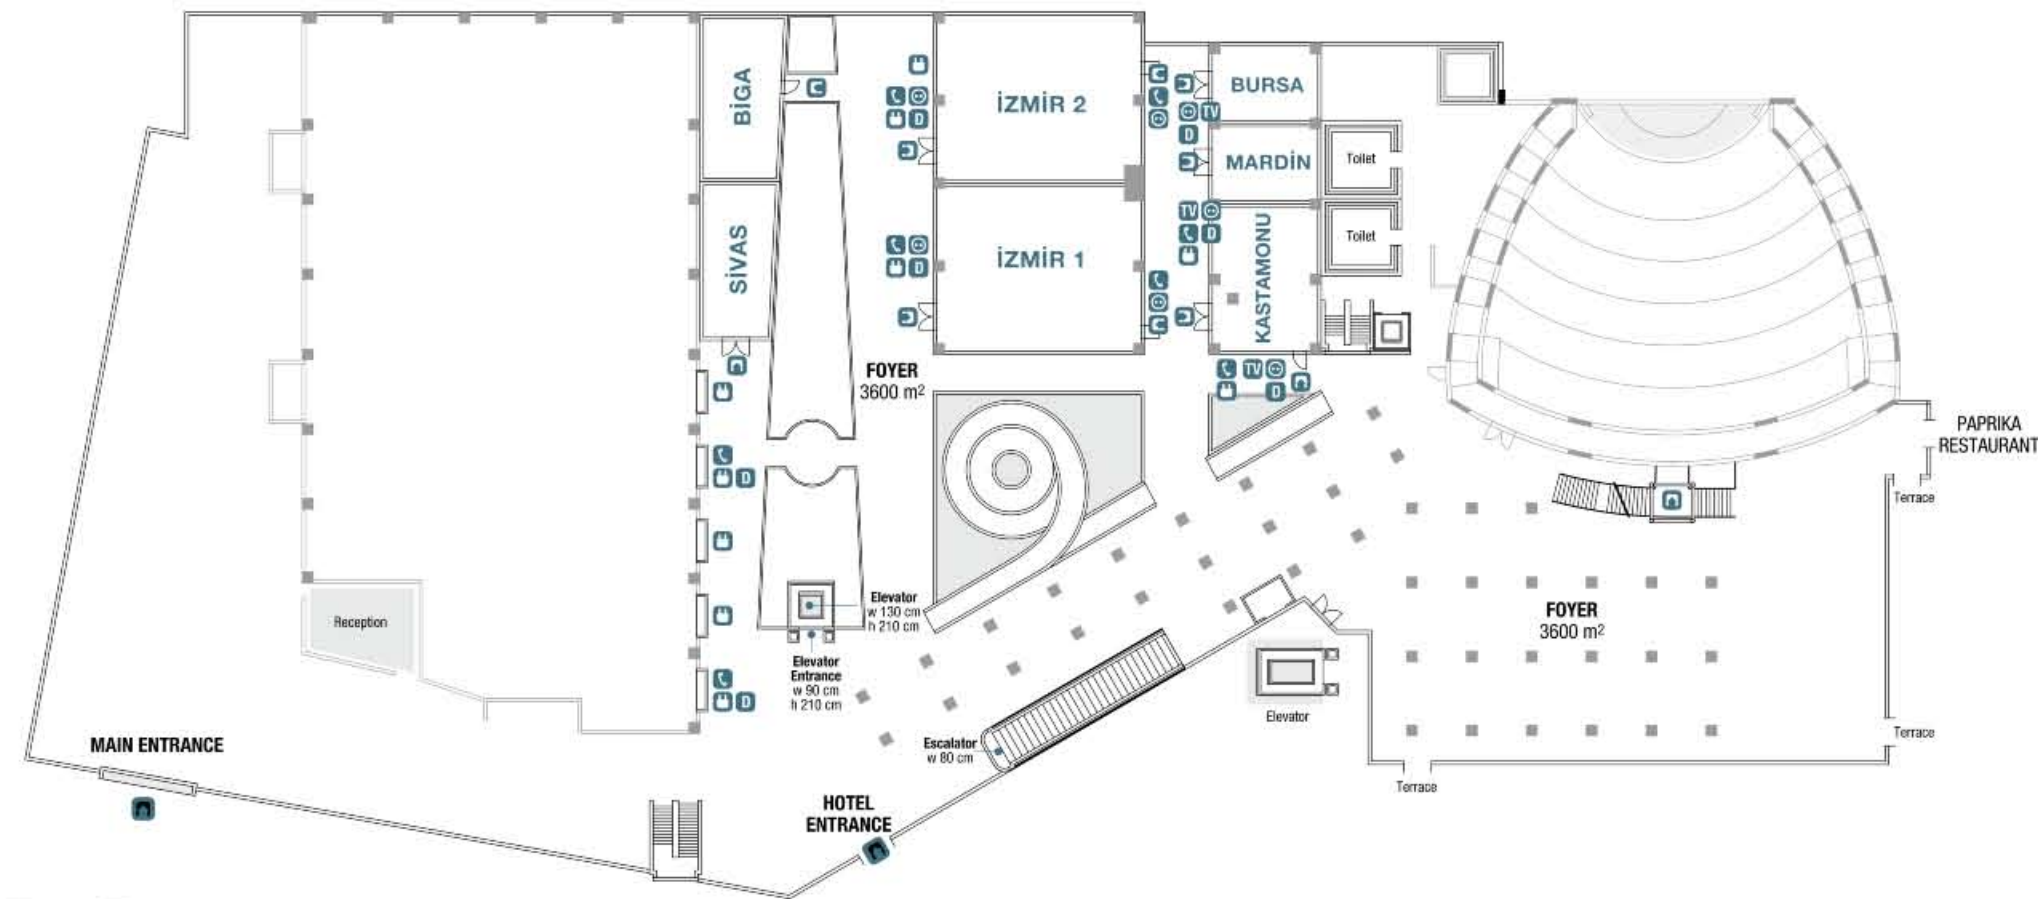 BİGA
SİVAS
İZMİR 2
İZMİR 1
BURSA
MARDİN
KASTAMONU
TV
D
D
D
TV
D
D
TV
D
D
D
Toilet
Toilet
FOYER
3600 m²
PAPRIKA
RESTAURANT
Terrace
Reception
Elevator
w 130 cm
h 210 cm
Elevator
Entrance
w 90 cm
h 210 cm
FOYER
3600 m²
Elevator
Terrace
Terrace
MAIN ENTRANCE
Escalator
w 80 cm
HOTEL
ENTRANCE